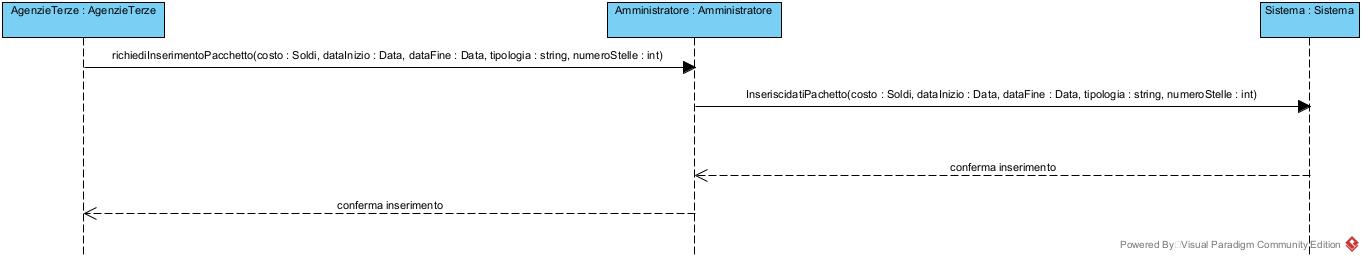 AgenzieTerze : AgenzieTerze
Amministratore : Amministratore
Sistema : Sistema
richiediInserimentoPacchetto(costo : Soldi, dataInizio : Data, dataFine : Data, tipologia : string, numeroStelle : int)
InseriscidatiPachetto(costo : Soldi, dataInizio : Data, dataFine : Data, tipologia : string, numeroStelle : int)
conferma inserimento
conferma inserimento
Powered By Visual Paradigm Community Edition